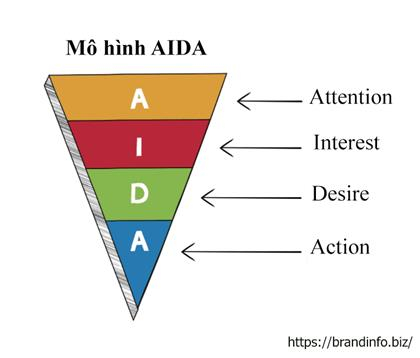 Mô hình AIDA
A Attention
I Interest
D Desire
A Action
https://brandinfo.biz/